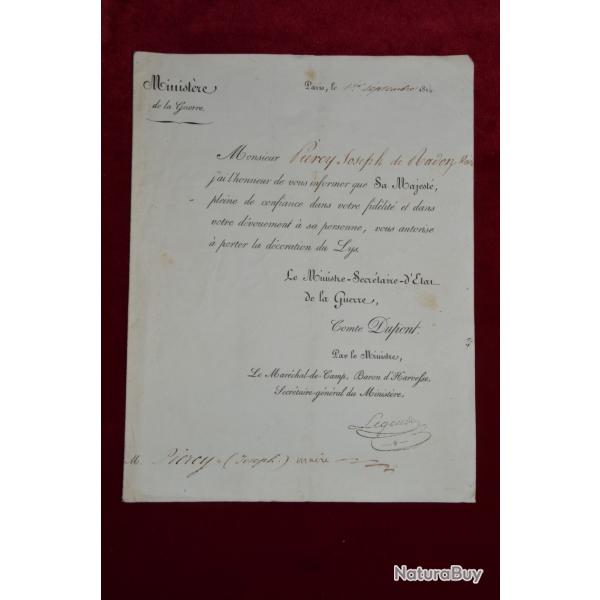 Ministère
de la Guerre.
Paris, le 1er septembre 1814
Monsieur Piercy Joseph de
j'ai l'honneur de vous informer que Sa Majesté,
pleine de confiance dans votre fidélité et dans
votre dévouement à sa personne, vous autorise
à porter la décoration du Lys.
Le Ministre-Secrétaire-d'Etat
de la Guerre,
Comte Dupont.
Par le Ministre,
Le Maréchal-de-Camp, Baron d'Harvesse,
Secrétaire-général du Ministère,
Legendre
M. Piercy (Joseph) maire
NaturaBuy